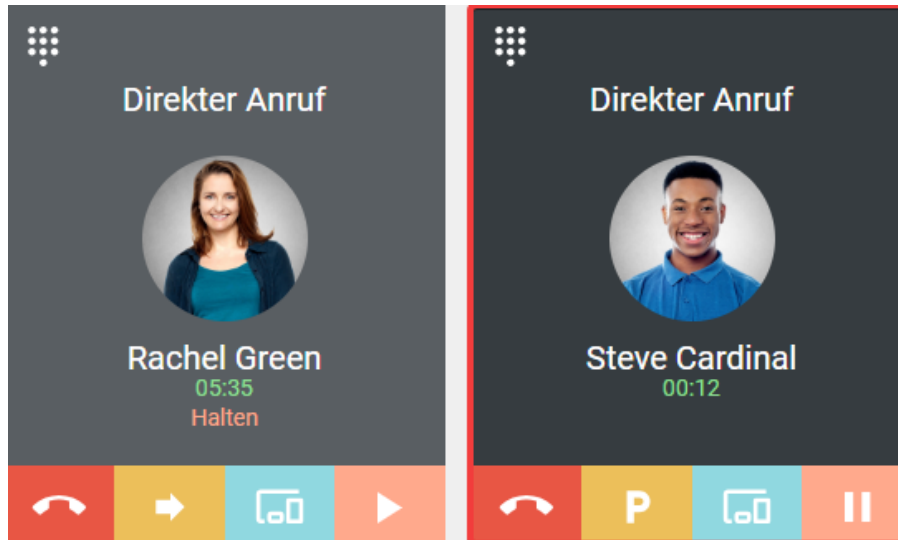 Direkter Anruf
Rachel Green
05:35
Halten
Direkter Anruf
Steve Cardinal
00:12
P